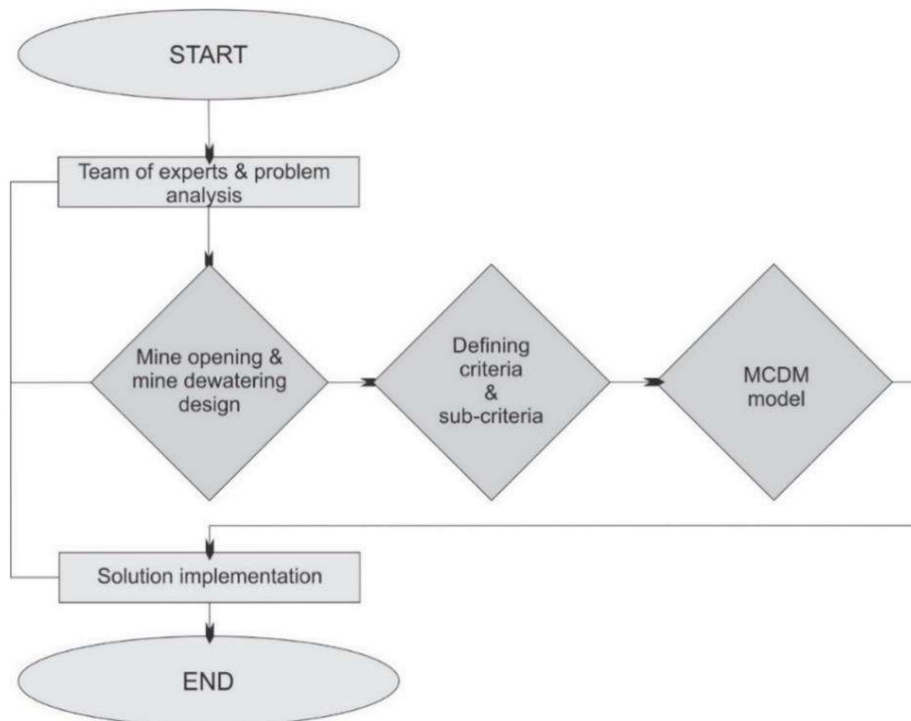 START
Team of experts & problem
analysis
Mine opening &
mine dewatering
design
Defining
criteria
&
sub-criteria
MCDM
model
Solution implementation
END